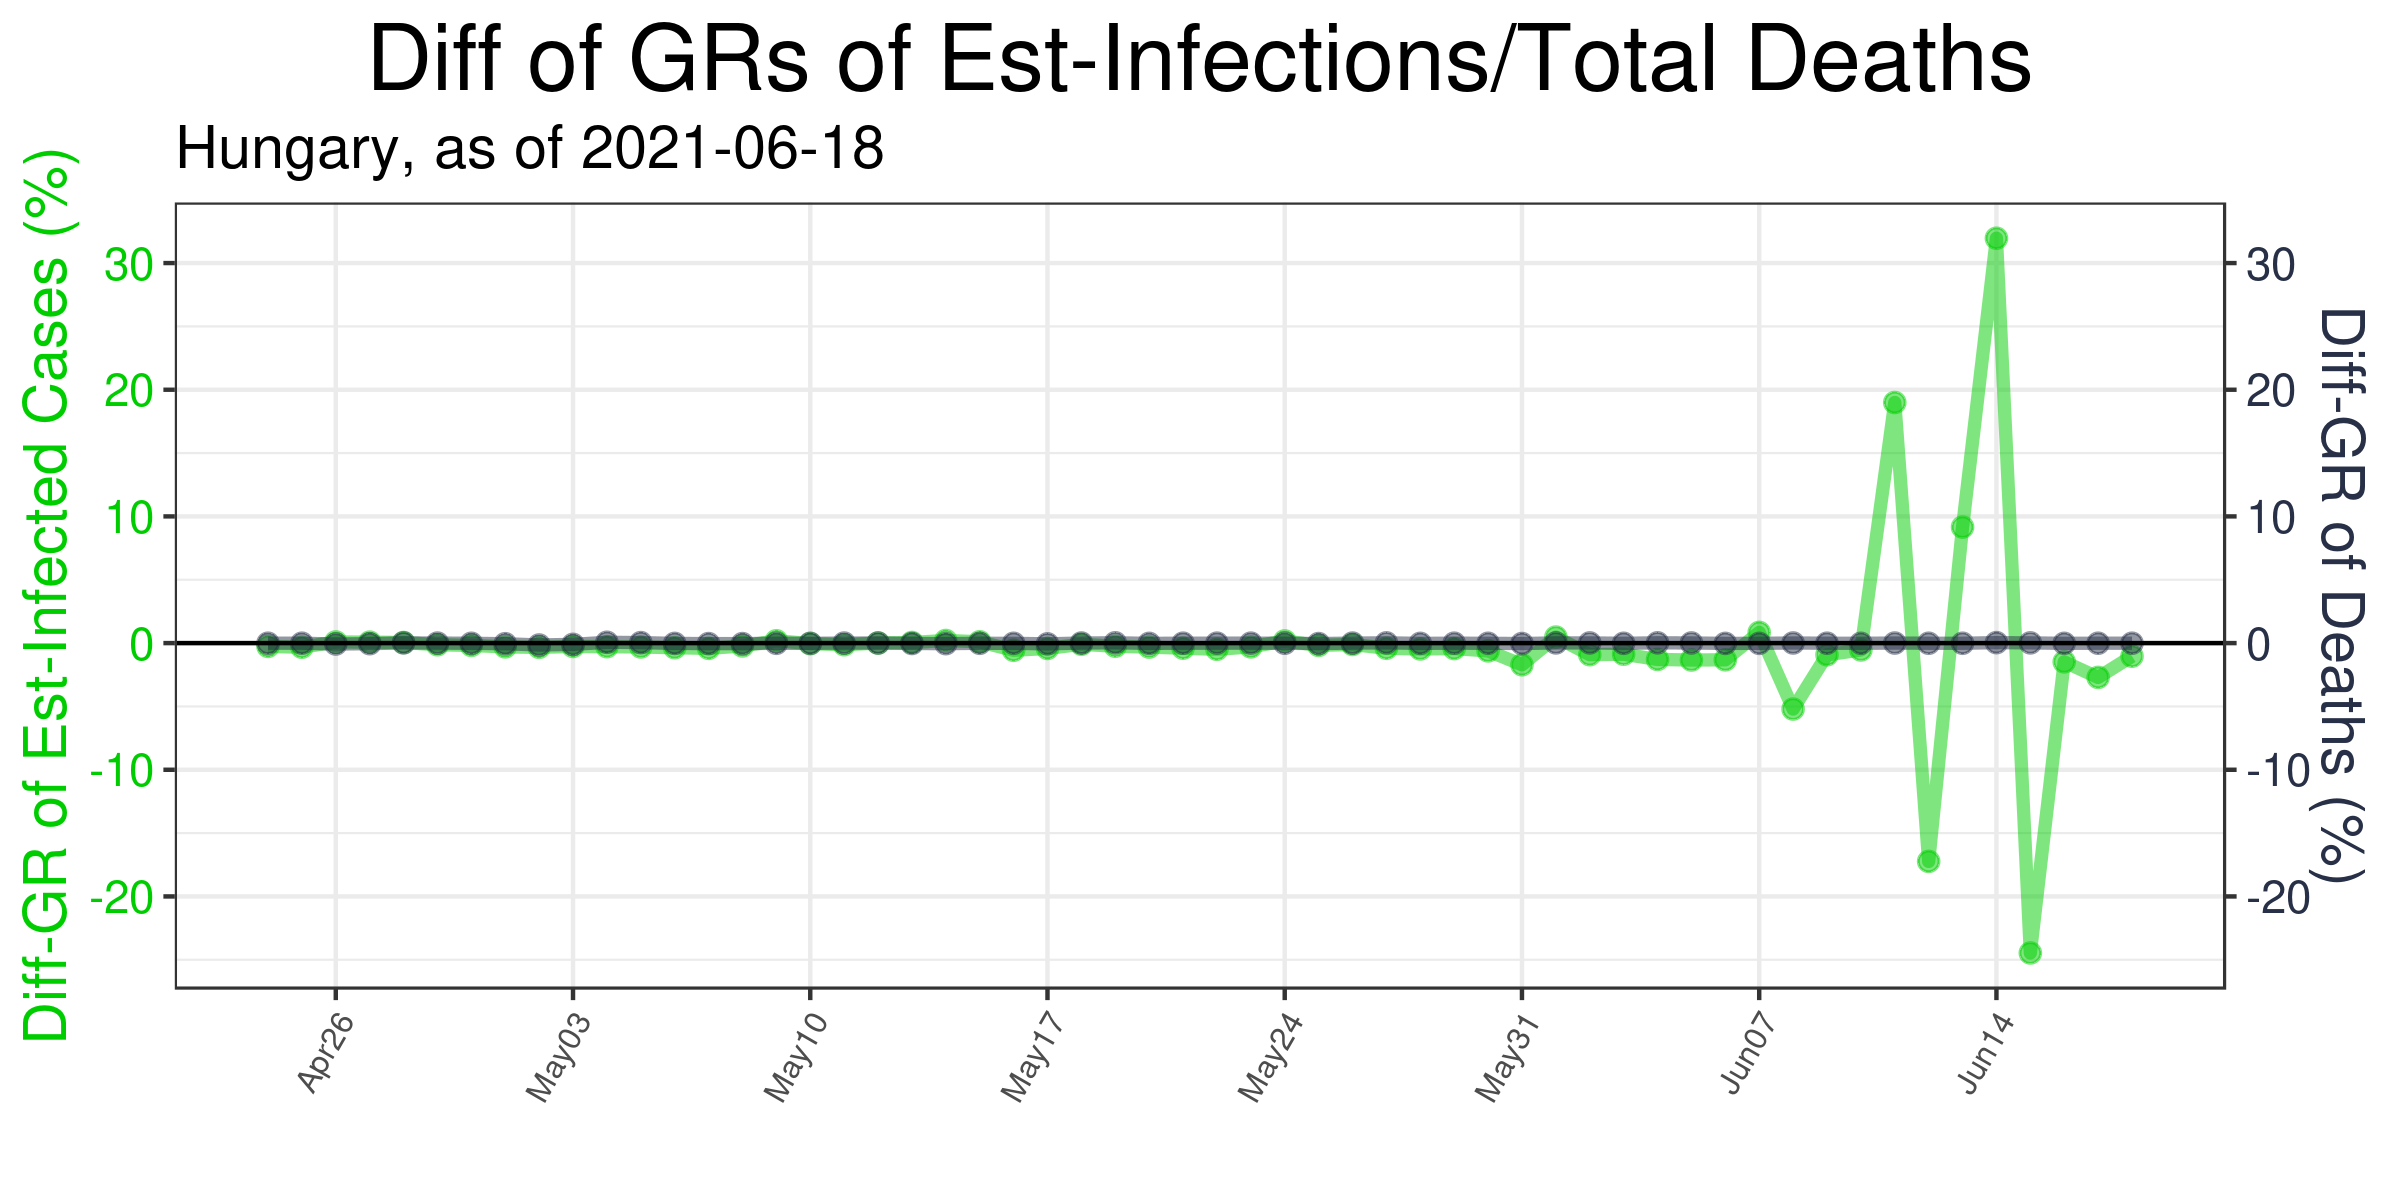 Diff of GRs of Est-Infections/Total Deaths
Hungary, as of 2021-06-18
Diff-GR of Est-Infected Cases (%)
30
20
10
0
-10
-20
30
20
10
0
-10
-20
Diff-GR of Deaths (%)
Apr26
May03
May10
May17
May24
May31
Jun07
Jun14